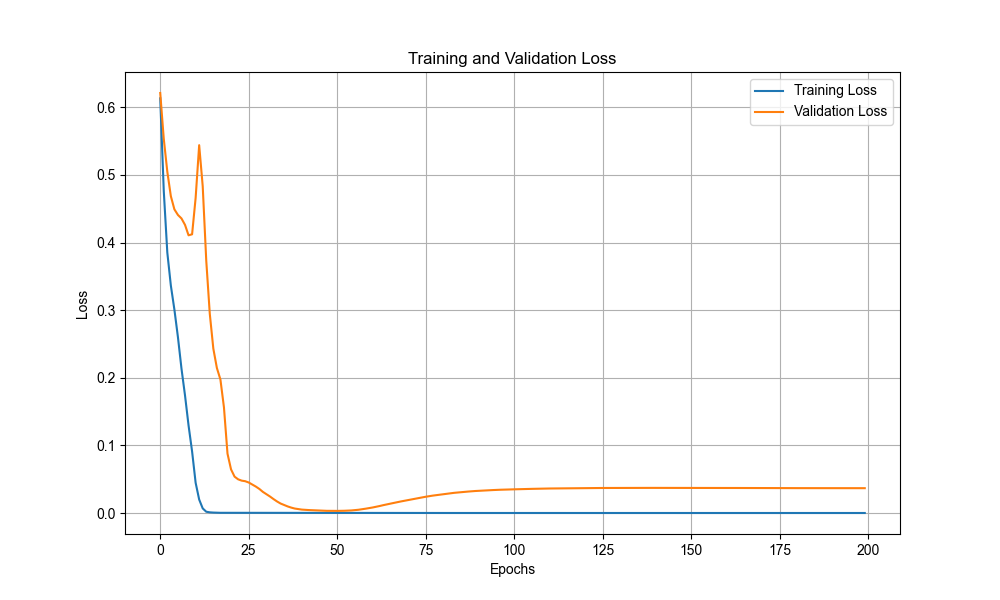 Training and Validation Loss
Training Loss
Validation Loss
0.6
0.5
0.4
0.3
0.2
0.1
0.0
Loss
0 25 50 75 100 125 150 175 200
Epochs